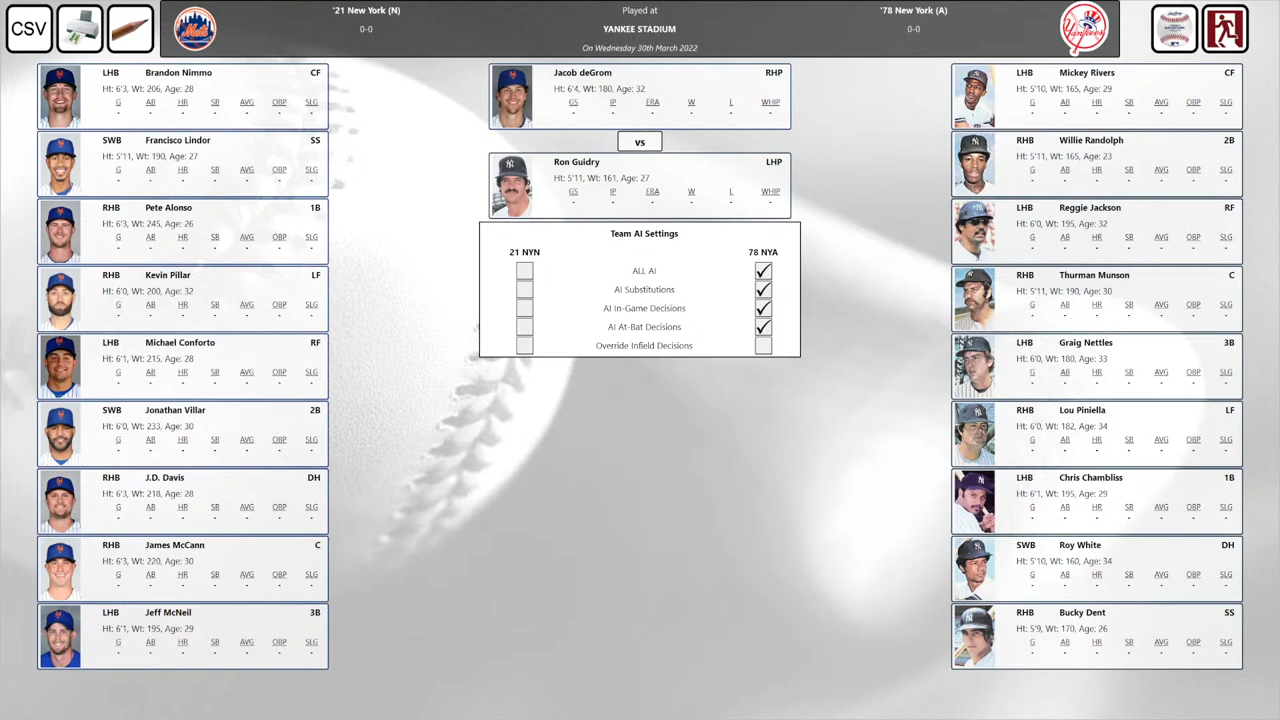 CSV
'21 New York (N)
0-0
Mets
Played at
YANKEE STADIUM
On Wednesday 30th March 2022
'78 New York (A)
0-0
Yankees
LHB Brandon Nimmo CF
Ht: 6'3, Wt: 206, Age: 28
G AB HR SB AVG OBP SLG
- - - - - - -
SWB Francisco Lindor SS
Ht: 5'11, Wt: 190, Age: 27
G AB HR SB AVG OBP SLG
- - - - - - -
RHB Pete Alonso 1B
Ht: 6'3, Wt: 245, Age: 26
G AB HR SB AVG OBP SLG
- - - - - - -
RHB Kevin Pillar LF
Ht: 6'0, Wt: 200, Age: 32
G AB HR SB AVG OBP SLG
- - - - - - -
LHB Michael Conforto RF
Ht: 6'1, Wt: 215, Age: 28
G AB HR SB AVG OBP SLG
- - - - - - -
SWB Jonathan Villar 2B
Ht: 6'0, Wt: 233, Age: 30
G AB HR SB AVG OBP SLG
- - - - - - -
RHB J.D. Davis DH
Ht: 6'3, Wt: 218, Age: 28
G AB HR SB AVG OBP SLG
- - - - - - -
RHB James McCann C
Ht: 6'3, Wt: 220, Age: 30
G AB HR SB AVG OBP SLG
- - - - - - -
LHB Jeff McNeil 3B
Ht: 6'1, Wt: 195, Age: 29
G AB HR SB AVG OBP SLG
- - - - - - -
Jacob deGrom RHP
Ht: 6'4, Wt: 180, Age: 32
GS IP ERA W L WHIP
- - - - - -
vs
Ron Guidry LHP
Ht: 5'11, Wt: 161, Age: 27
GS IP ERA W L WHIP
- - - - - -
Team AI Settings
21 NYN 78 NYA
ALL AI
AI Substitutions
AI In-Game Decisions
AI At-Bat Decisions
Override Infield Decisions
LHB Mickey Rivers CF
Ht: 5'10, Wt: 165, Age: 29
G AB HR SB AVG OBP SLG
- - - - - - -
RHB Willie Randolph 2B
Ht: 5'11, Wt: 165, Age: 23
G AB HR SB AVG OBP SLG
- - - - - - -
LHB Reggie Jackson RF
Ht: 6'0, Wt: 195, Age: 32
G AB HR SB AVG OBP SLG
- - - - - - -
RHB Thurman Munson C
Ht: 5'11, Wt: 190, Age: 30
G AB HR SB AVG OBP SLG
- - - - - - -
LHB Graig Nettles 3B
Ht: 6'0, Wt: 180, Age: 33
G AB HR SB AVG OBP SLG
- - - - - - -
RHB Lou Piniella LF
Ht: 6'0, Wt: 182, Age: 34
G AB HR SB AVG OBP SLG
- - - - - - -
LHB Chris Chambliss 1B
Ht: 6'1, Wt: 195, Age: 29
G AB HR SB AVG OBP SLG
- - - - - - -
SWB Roy White DH
Ht: 5'10, Wt: 160, Age: 34
G AB HR SB AVG OBP SLG
- - - - - - -
RHB Bucky Dent SS
Ht: 5'9, Wt: 170, Age: 26
G AB HR SB AVG OBP SLG
- - - - - - -